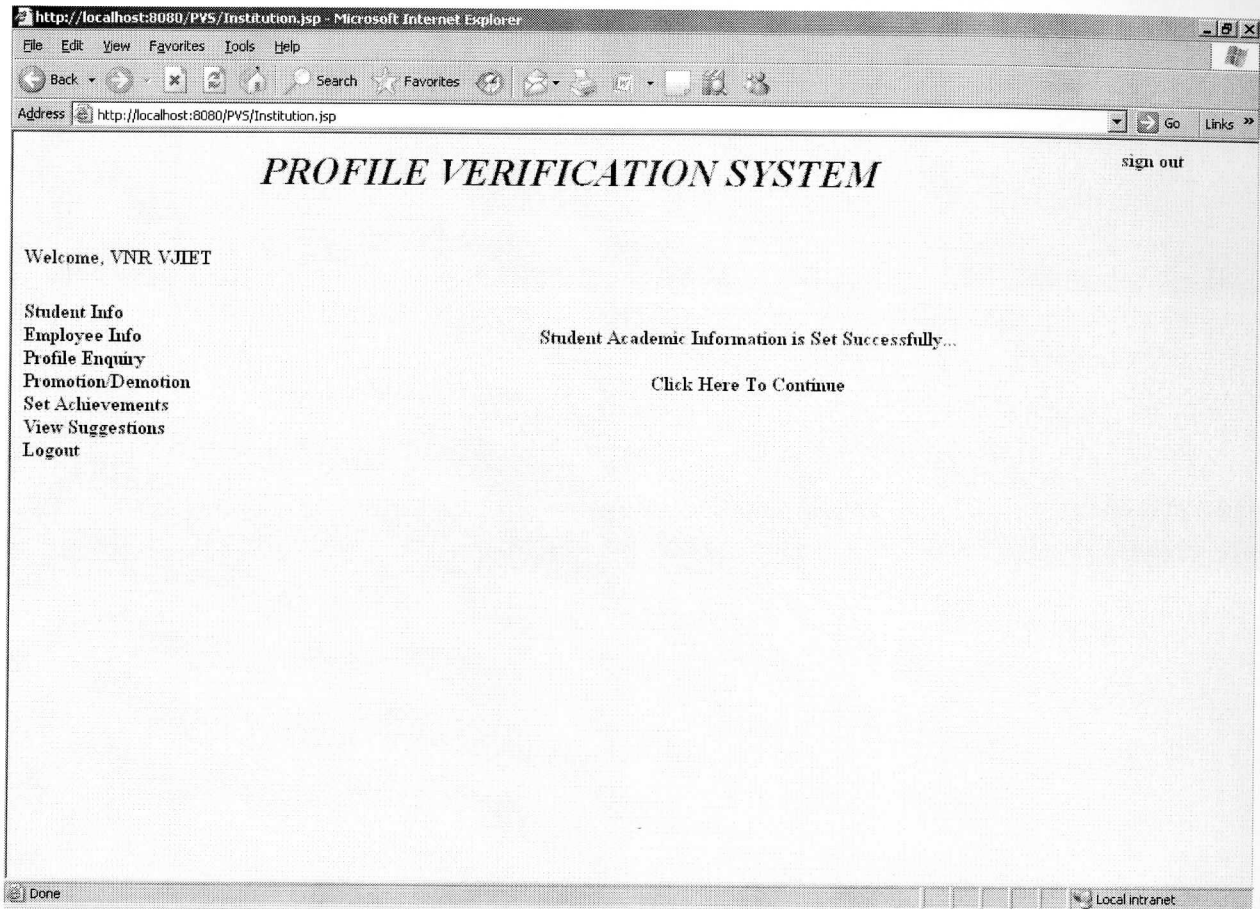 http://localhost:8080/PVS/Institution.jsp - Microsoft Internet Explorer
File Edit View Favorites Tools Help
Back Search Favorites
Address http://localhost:8080/PVS/Institution.jsp Go Links »
PROFILE VERIFICATION SYSTEM
sign out
Welcome, VNR VJIET
Student Info
Employee Info
Profile Enquiry
Promotion/Demotion
Set Achievements
View Suggestions
Logout
Student Academic Information is Set Successfully...
Click Here To Continue
Done Local intranet